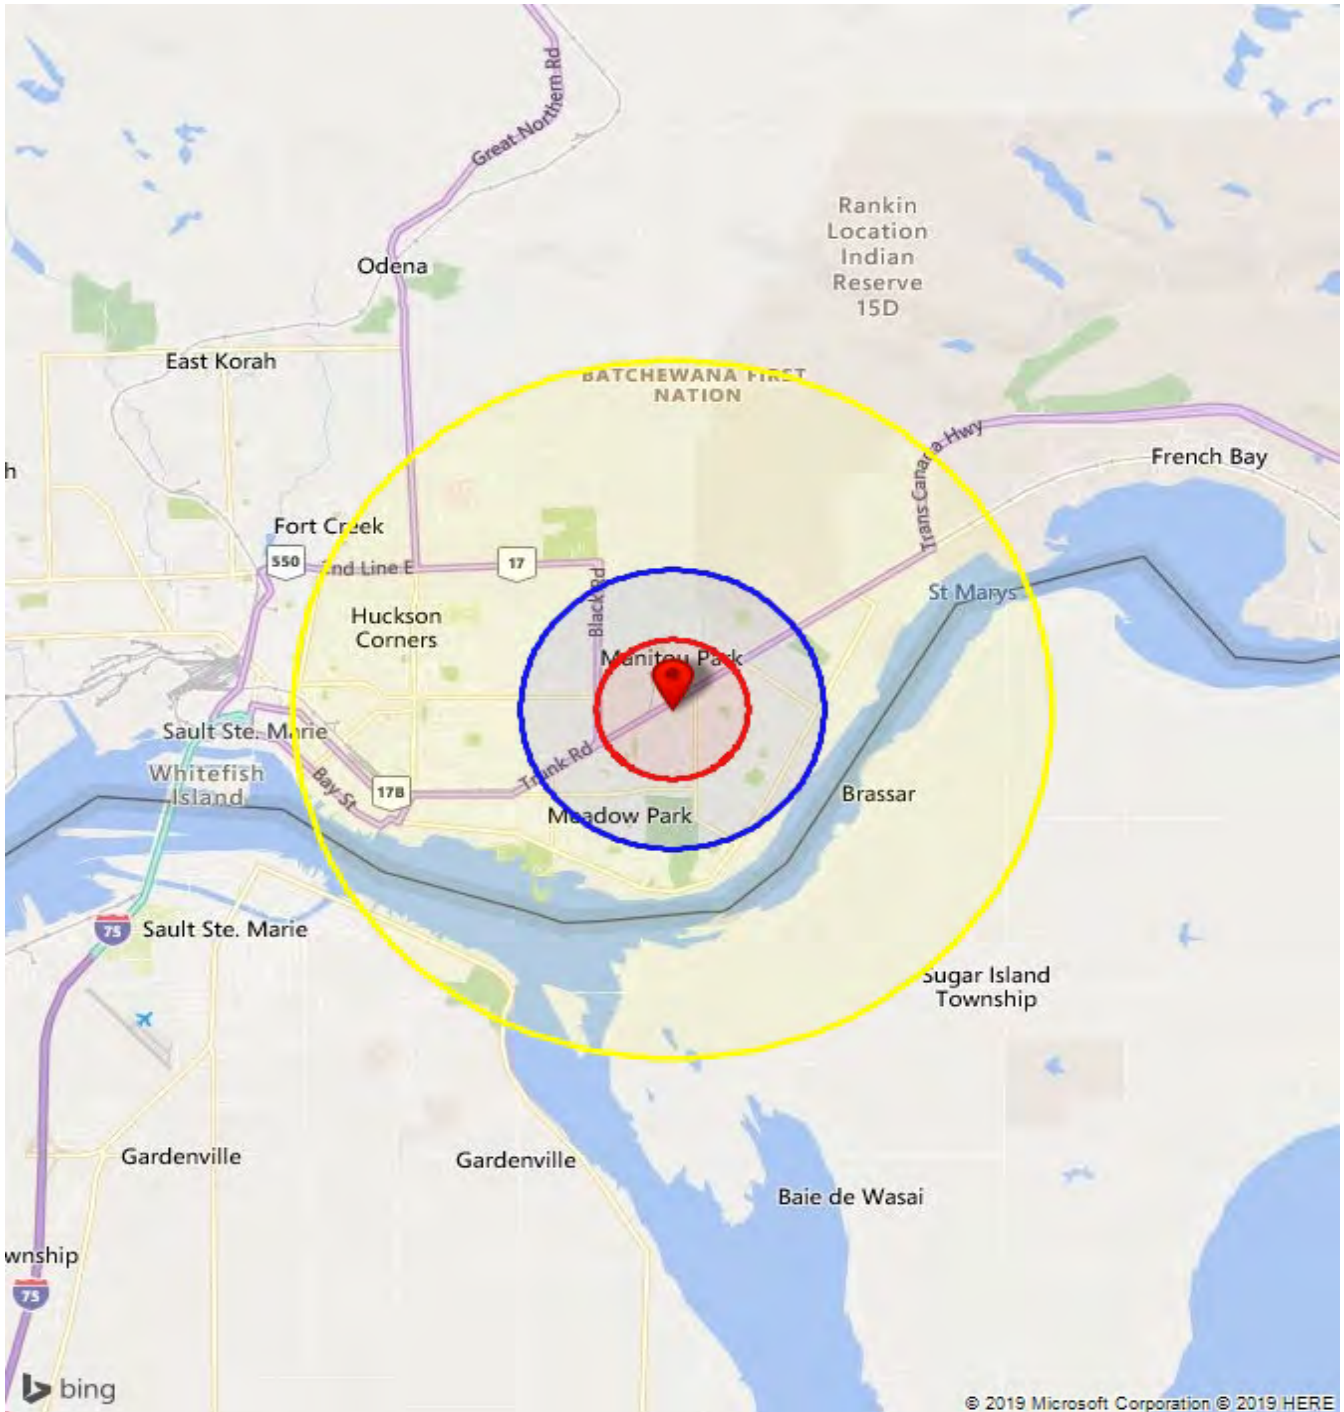 Great Northern Rd
Rankin
Location
Indian
Reserve
15D
Odena
East Korah
BATCHEWANA FIRST
NATION
Trans Canada Hwy
French Bay
h
Fort Creek
550
2nd Line E
17
Black Rd
St Marys
Huckson
Corners
Manitou Park
Sault Ste. Marie
Whitefish
Island
Bay St
17B
Trunk Rd
Brassar
Meadow Park
75
Sault Ste. Marie
Sugar Island
Township
Gardenville
Gardenville
Baie de Wasai
wnship
75
bing
© 2019 Microsoft Corporation © 2019 HERE